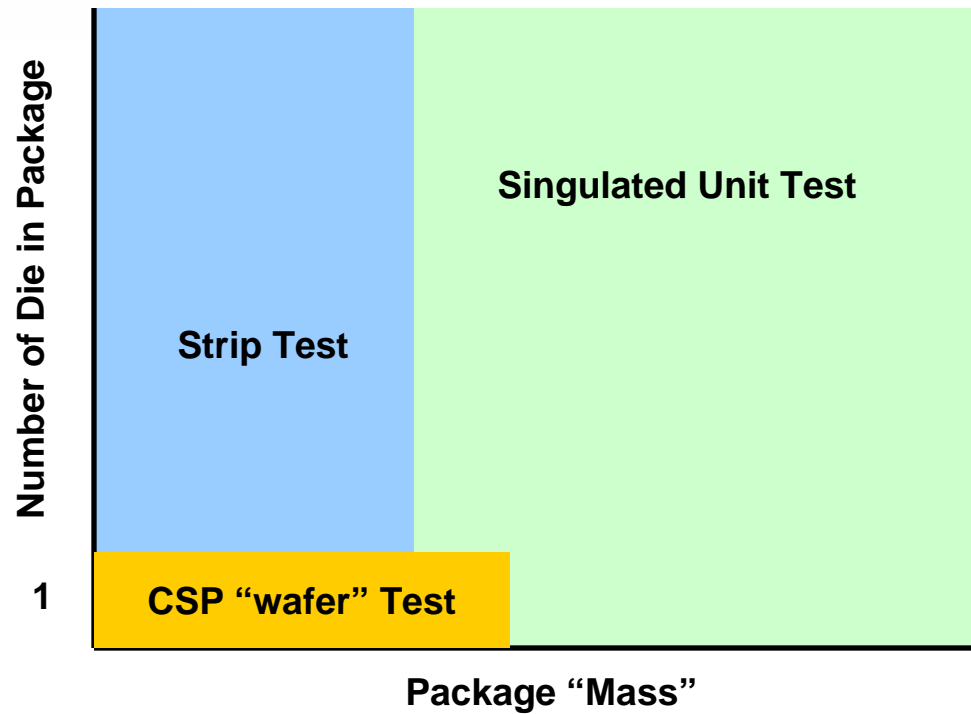 Number of Die in Package
Singulated Unit Test
Strip Test
1
CSP “wafer” Test
Package “Mass”